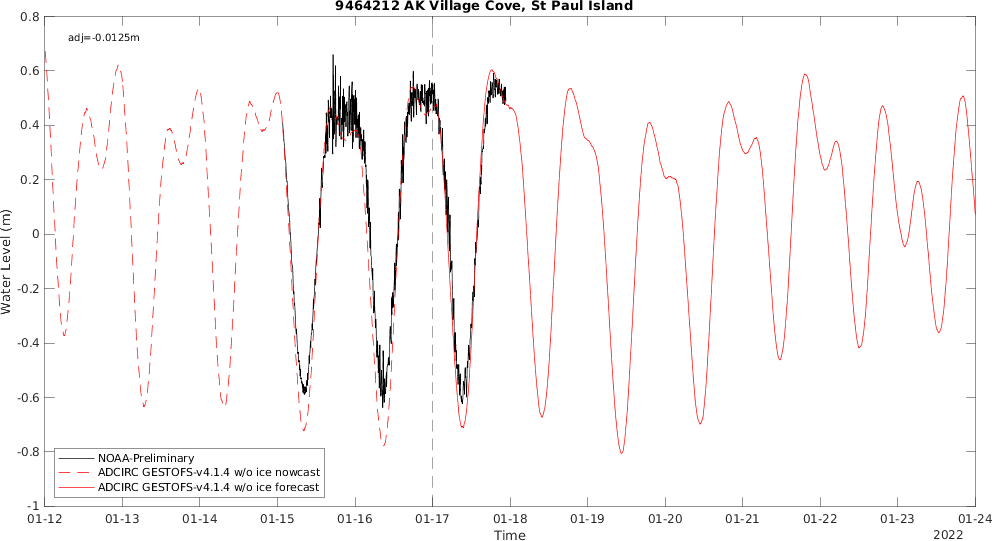 9464212 AK Village Cove, St Paul Island
adj=-0.0125m
0.8
0.6
0.4
0.2
0
-0.2
-0.4
-0.6
-0.8
-1
Water Level (m)
NOAA-Preliminary
ADCIRC GESTOFS-v4.1.4 w/o ice nowcast
ADCIRC GESTOFS-v4.1.4 w/o ice forecast
01-12 01-13 01-14 01-15 01-16 01-17 01-18 01-19 01-20 01-21 01-22 01-23 01-24
Time
2022